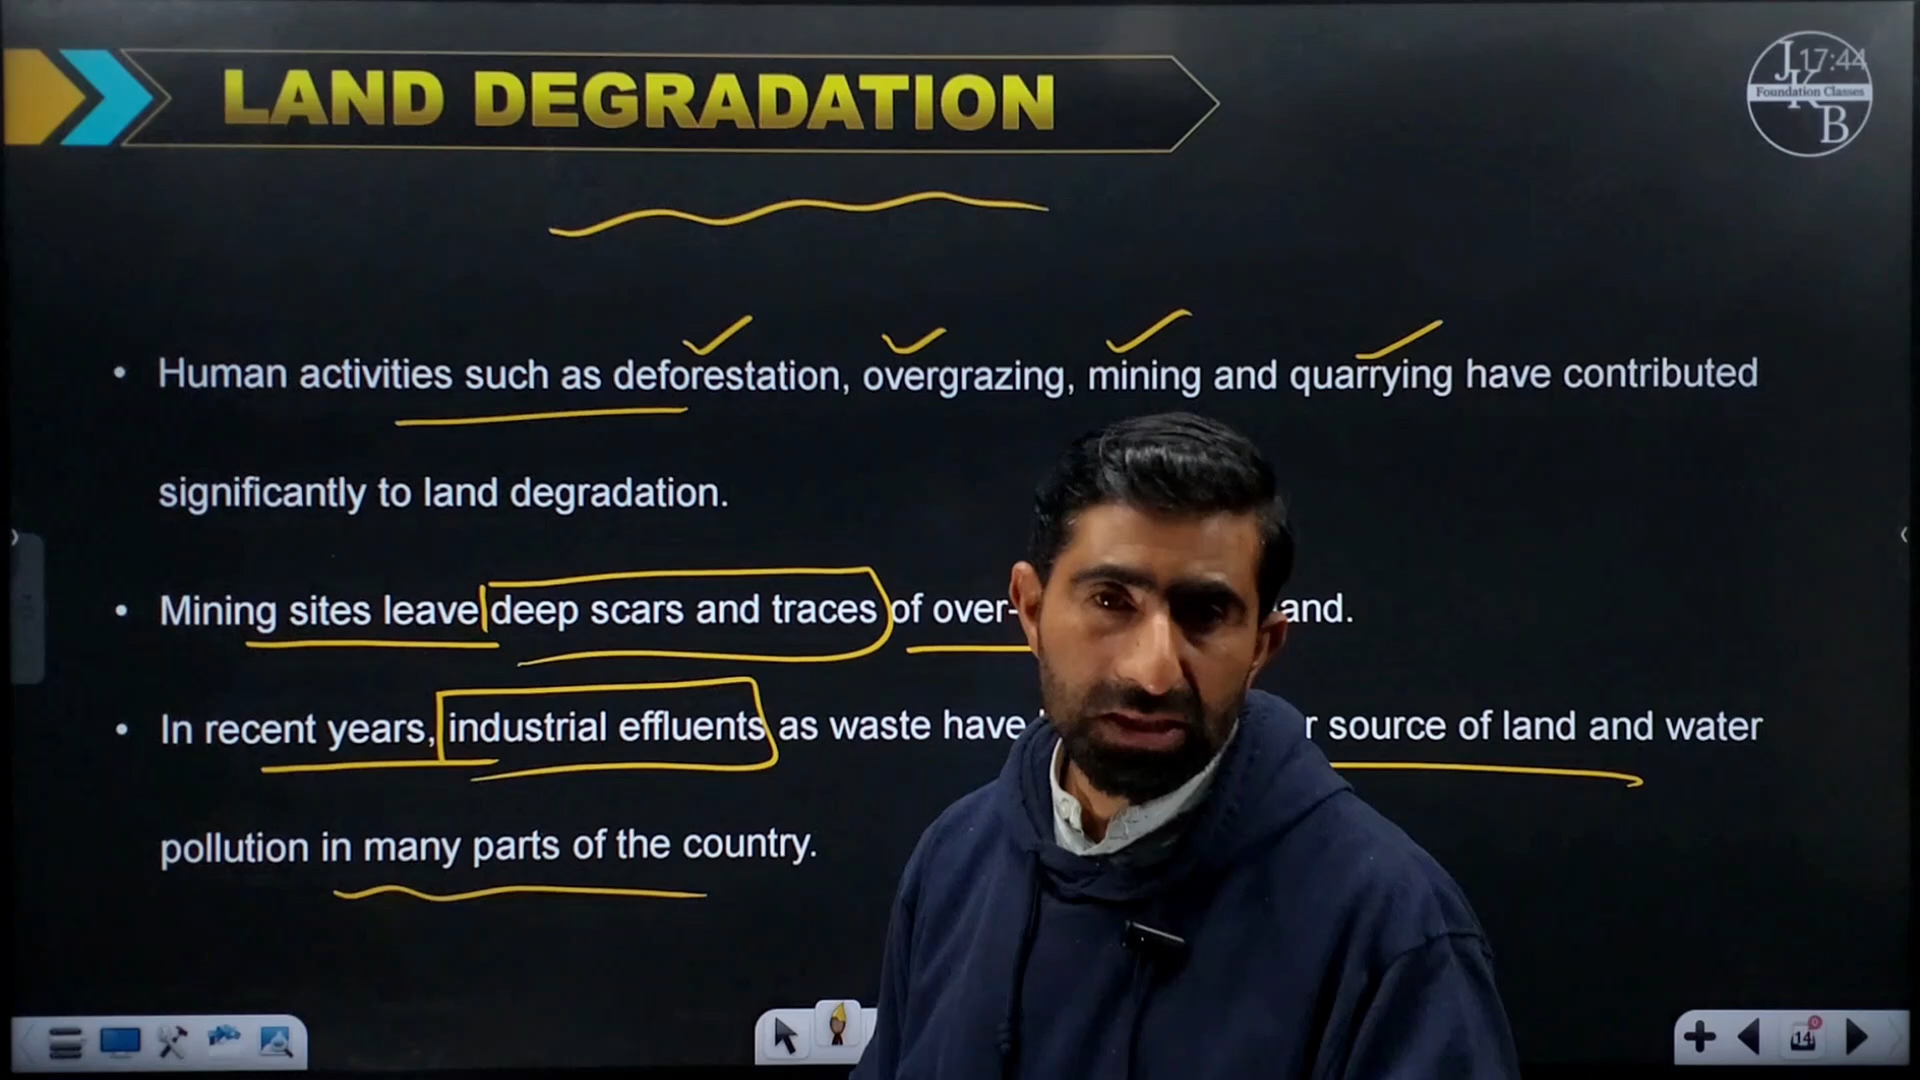 LAND DEGRADATION
17:44
J
K
B
Foundation Classes
• Human activities such as deforestation, overgrazing, mining and quarrying have contributed
significantly to land degradation.
• Mining sites leave deep scars and traces of over- and.
• In recent years, industrial effluents as waste have source of land and water
pollution in many parts of the country.
14
0